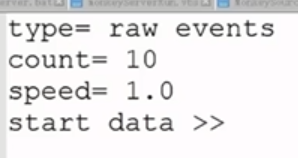 type= raw events
count= 10
speed= 1.0
start data >>